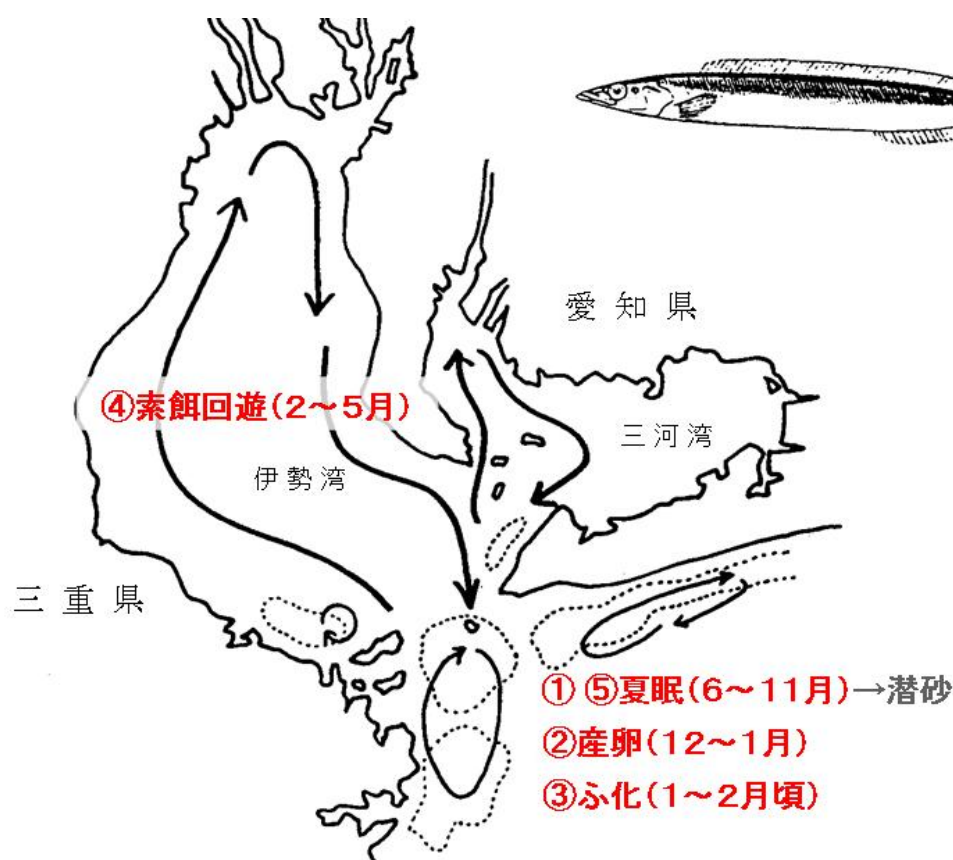 愛知県
④素餌回遊(2～5月)
三河湾
伊勢湾
三重県
① ⑤夏眠(6～11月)→潜砂
②産卵(12～1月)
③ふ化(1～2月頃)